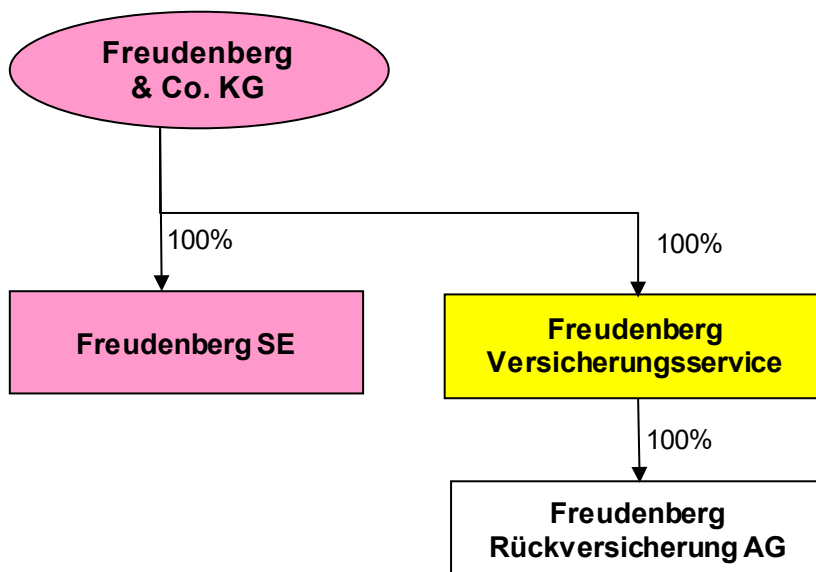 Freudenberg
& Co. KG
100%
100%
Freudenberg SE
Freudenberg
Versicherungsservice
100%
Freudenberg
Rückversicherung AG